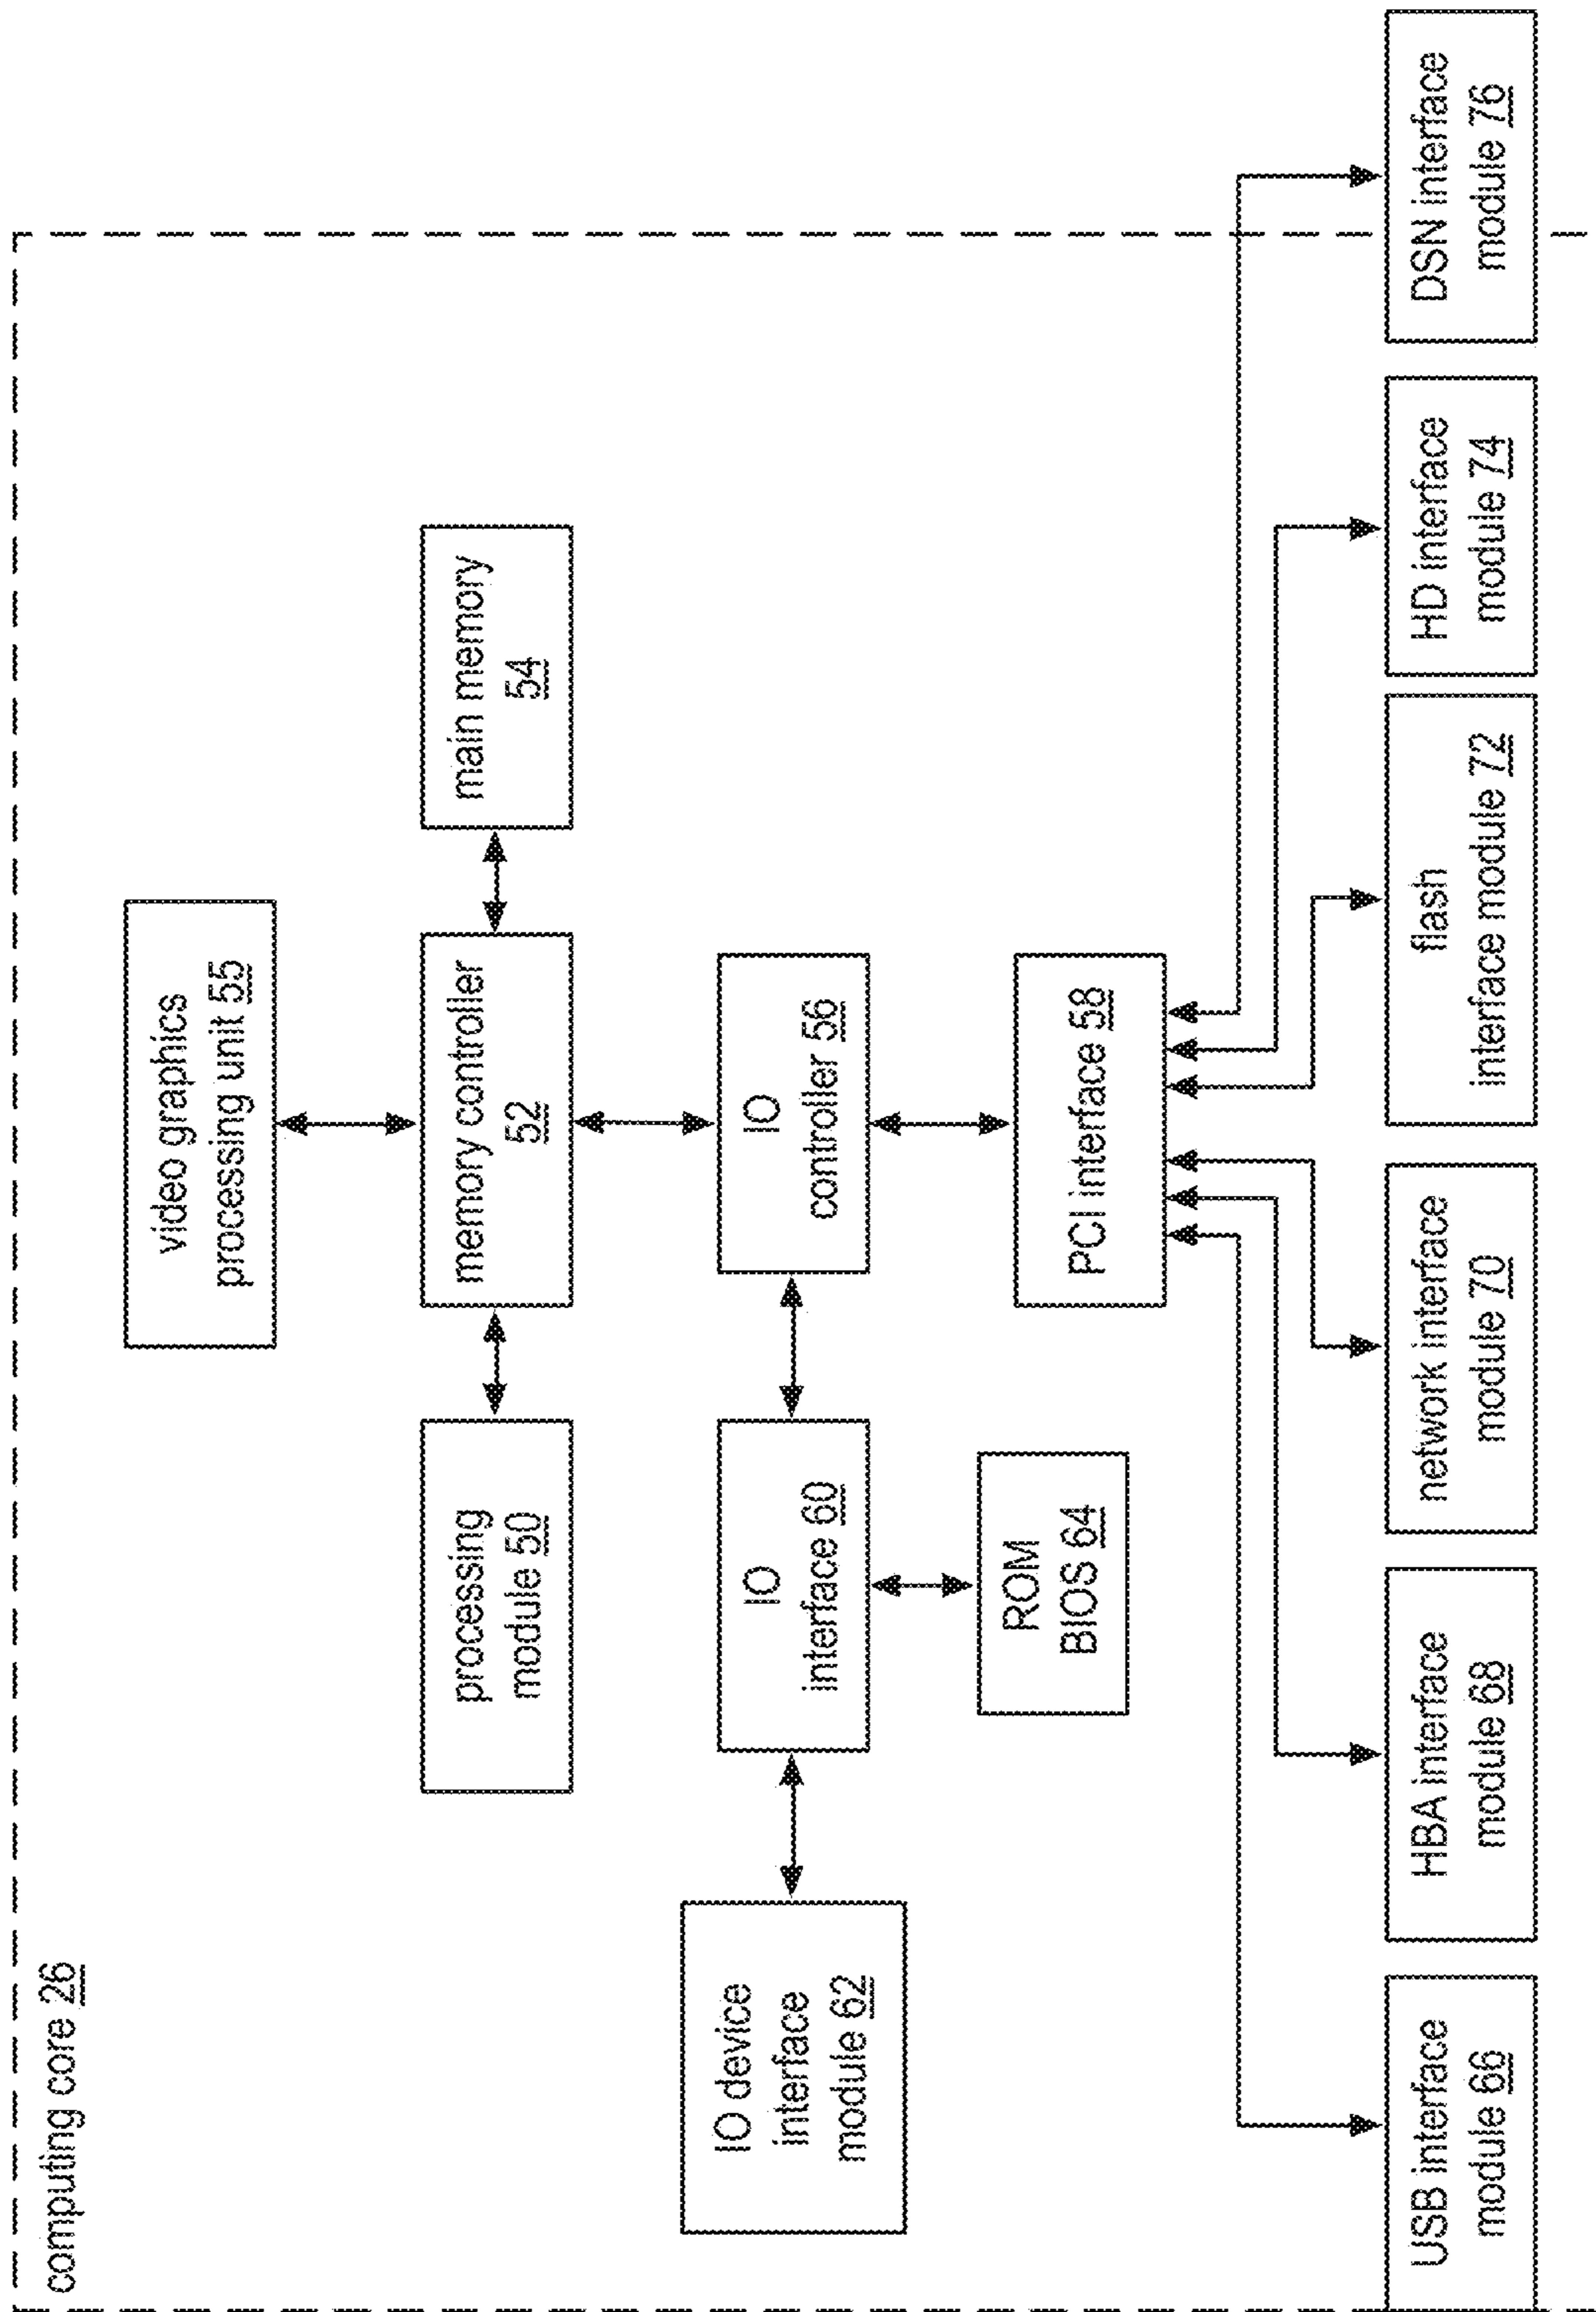 computing core 26
video graphics
processing unit 55
processing
module 50
memory controller
52
main memory
54
IO device
interface
module 62
IO
interface 60
IO
controller 56
ROM
BIOS 64
PCI interface 58
USB interface
module 66
HBA interface
module 68
network interface
module 70
flash
interface module 72
HD interface
module 74
DSN interface
module 76